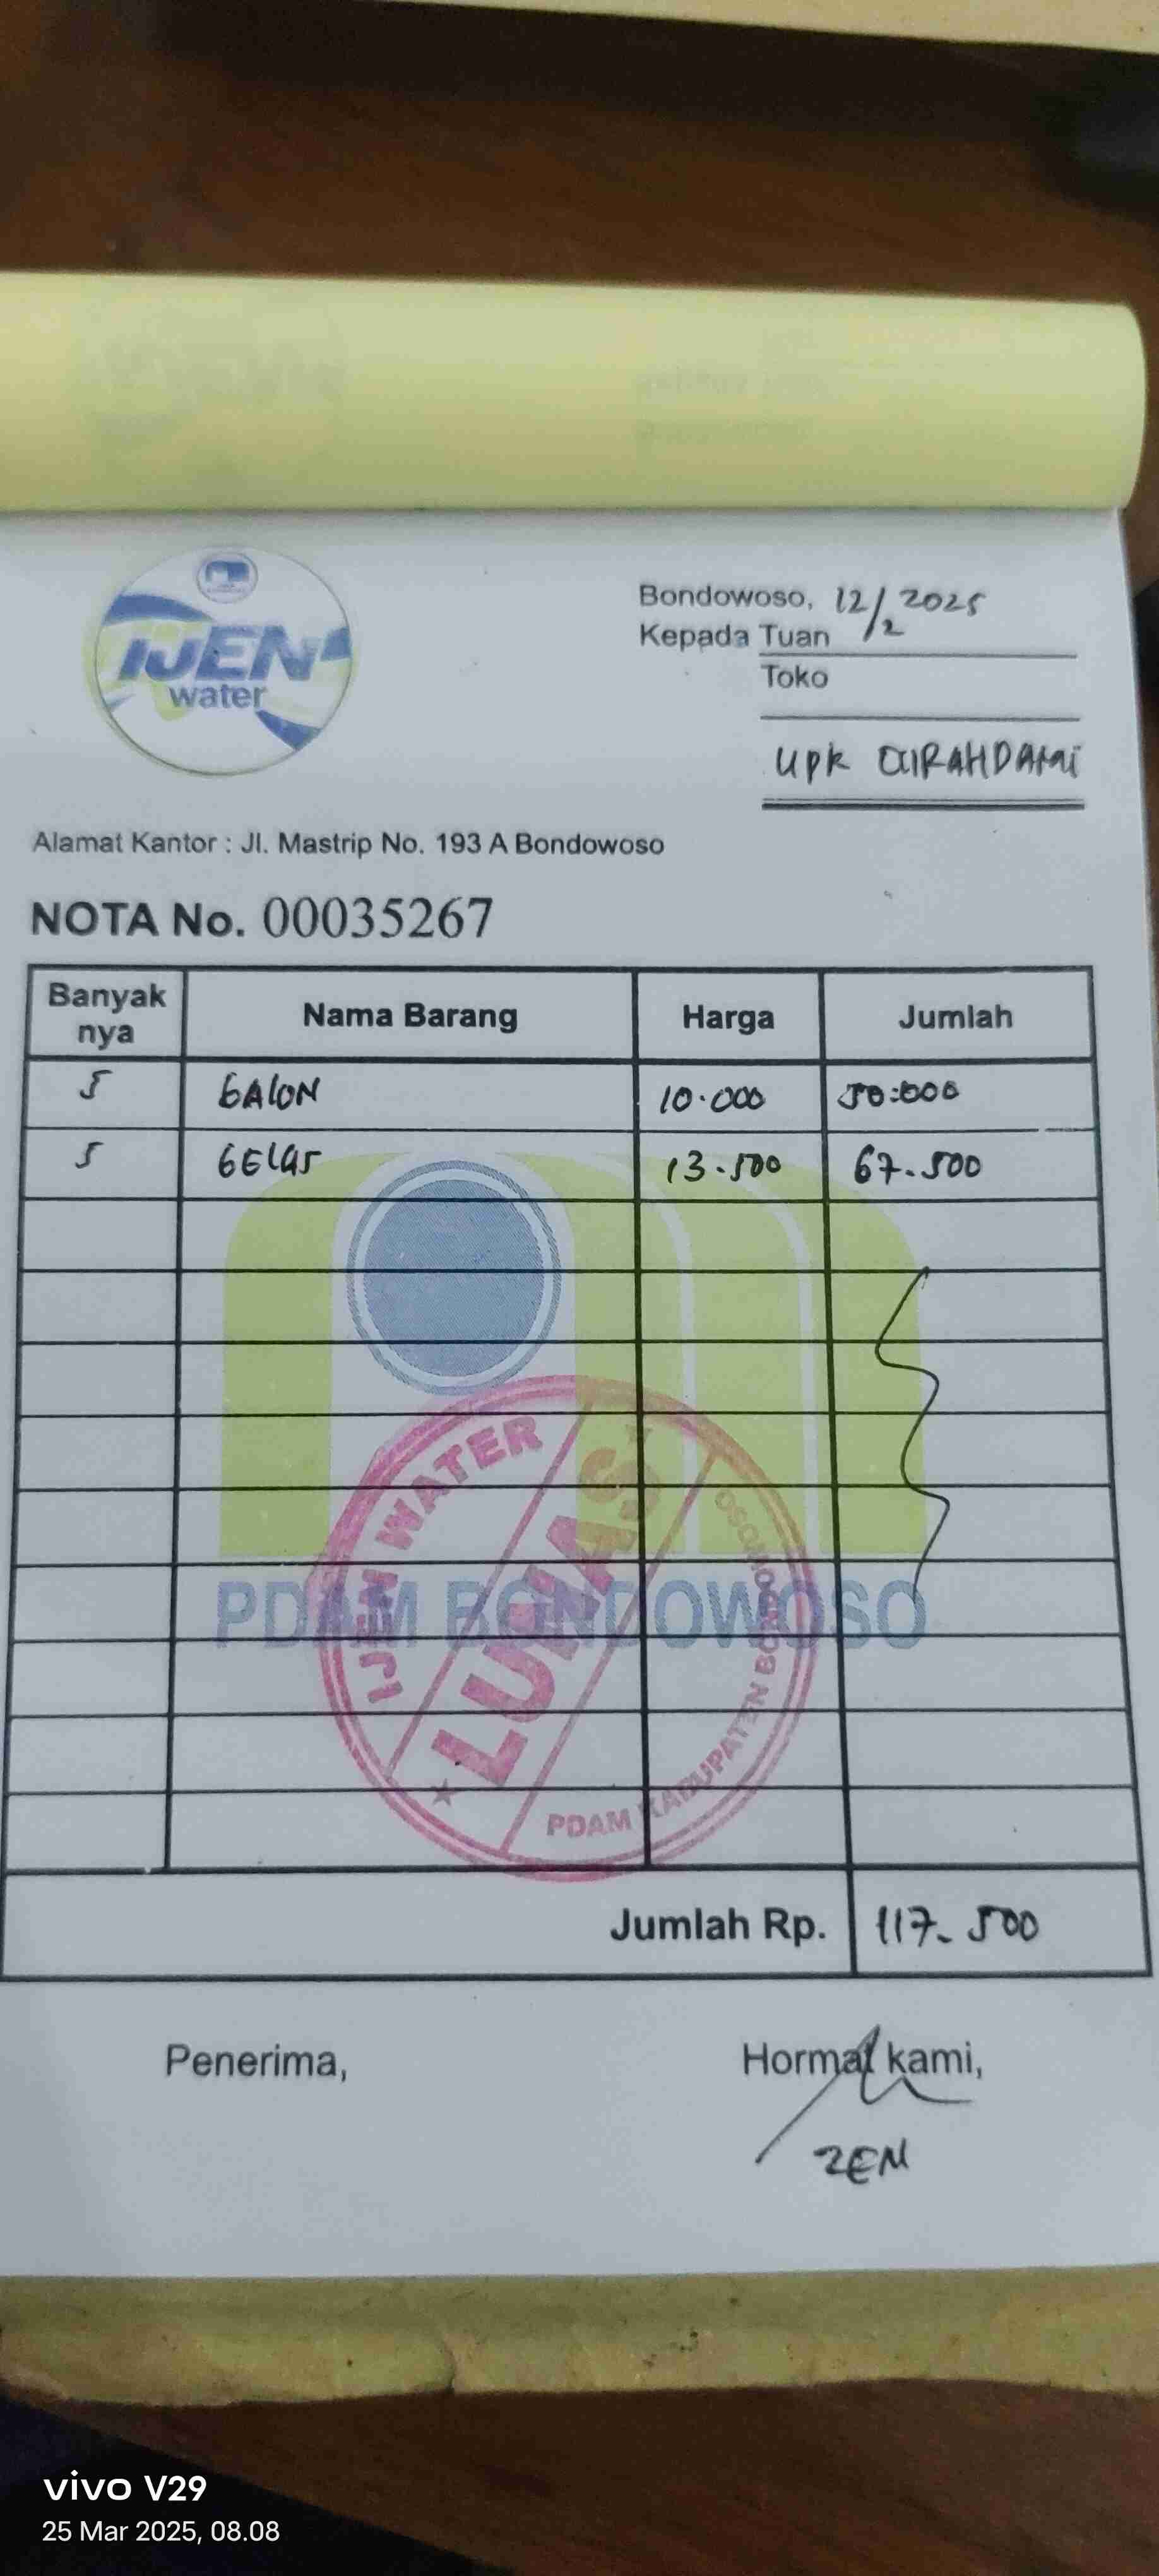 IJEN
water
Bondowoso, 12/2 2025
Kepada Tuan
Toko
UPK CURAHDAMI
Alamat Kantor : Jl. Mastrip No. 193 A Bondowoso
NOTA No. 00035267
Banyak nya Nama Barang Harga Jumlah
5 GALON 10.000 50.000
5 GELAS 13.500 67.500
PDAM BONDOWOSO
IJEN WATER
LUNAS
PDAM KABUPATEN BONDOWOSO
Jumlah Rp. 117.500
Penerima, Hormat kami,
ZEN
vivo V29
25 Mar 2025, 08.08